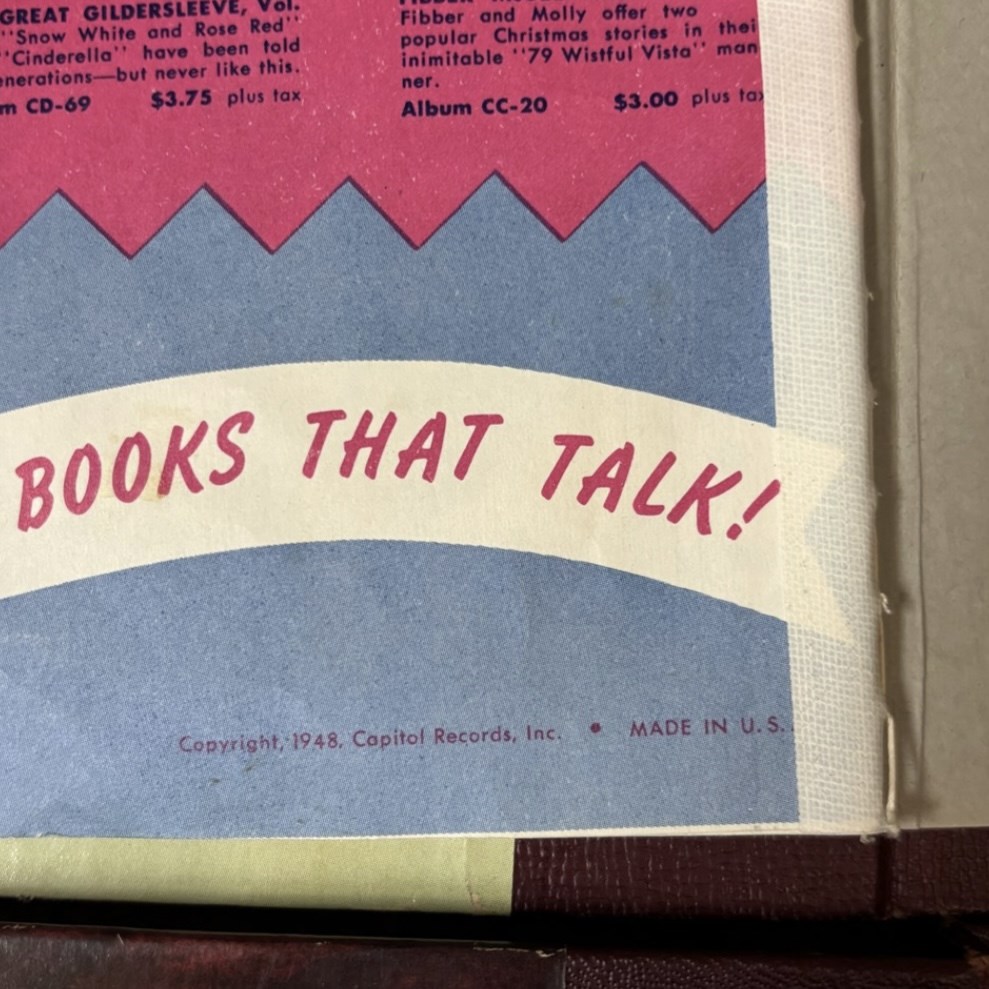 GREAT GILDERSLEEVE, Vol.
"Snow White and Rose Red"
"Cinderella" have been told
enerations—but never like this.
m CD-69 $3.75 plus tax
Fibber and Molly offer two
popular Christmas stories in thei
inimitable "79 Wistful Vista" man
ner.
Album CC-20 $3.00 plus tax
BOOKS THAT TALK!
Copyright, 1948, Capitol Records, Inc. • MADE IN U.S.